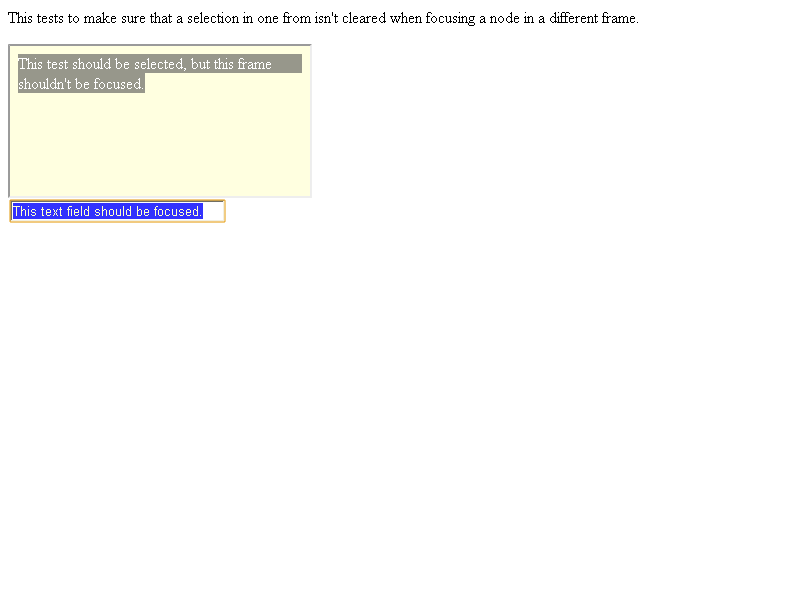 This tests to make sure that a selection in one from isn't cleared when focusing a node in a different frame.
This test should be selected, but this frame
shouldn't be focused.
This text field should be focused.